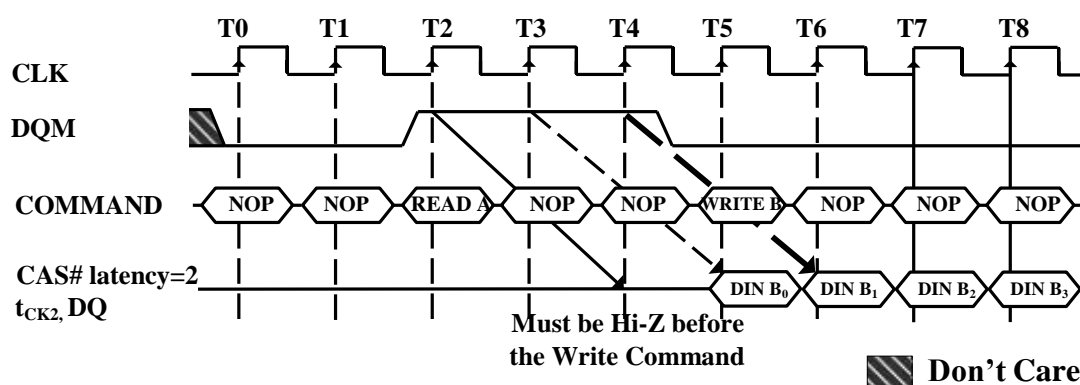 T0 T1 T2 T3 T4 T5 T6 T7 T8
CLK
DQM
COMMAND NOP NOP READ A NOP NOP WRITE B NOP NOP NOP
CAS# latency=2
tCK2, DQ DIN B0 DIN B1 DIN B2 DIN B3
Must be Hi-Z before
the Write Command
Don't Care